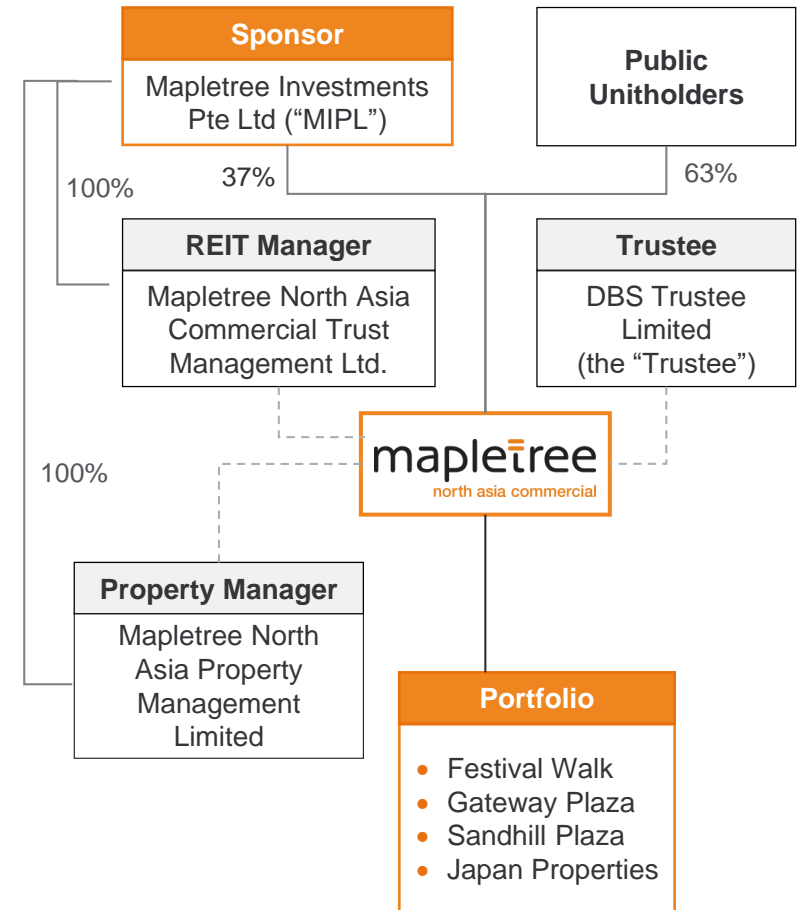 Sponsor
Mapletree Investments
Pte Ltd (“MIPL”)
Public
Unitholders
100%
37%
63%
REIT Manager
Mapletree North Asia
Commercial Trust
Management Ltd.
Trustee
DBS Trustee
Limited
(the “Trustee”)
mapletree
north asia commercial
100%
Property Manager
Mapletree North
Asia Property
Management
Limited
Portfolio
• Festival Walk
• Gateway Plaza
• Sandhill Plaza
• Japan Properties